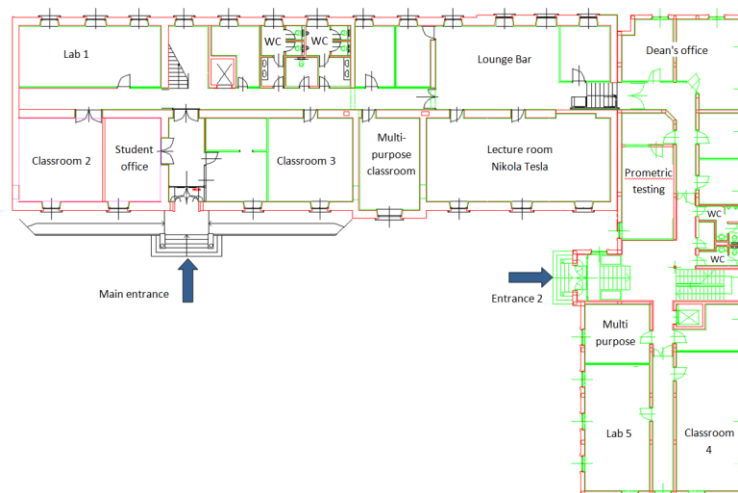 Lab 1
WC
WC
Lounge Bar
Dean's office
Classroom 2
Student
office
Classroom 3
Multi-
purpose
classroom
Lecture room
Nikola Tesla
Prometric
testing
WC
WC
Main entrance
Entrance 2
Multi
purpose
Lab 5
Classroom
4